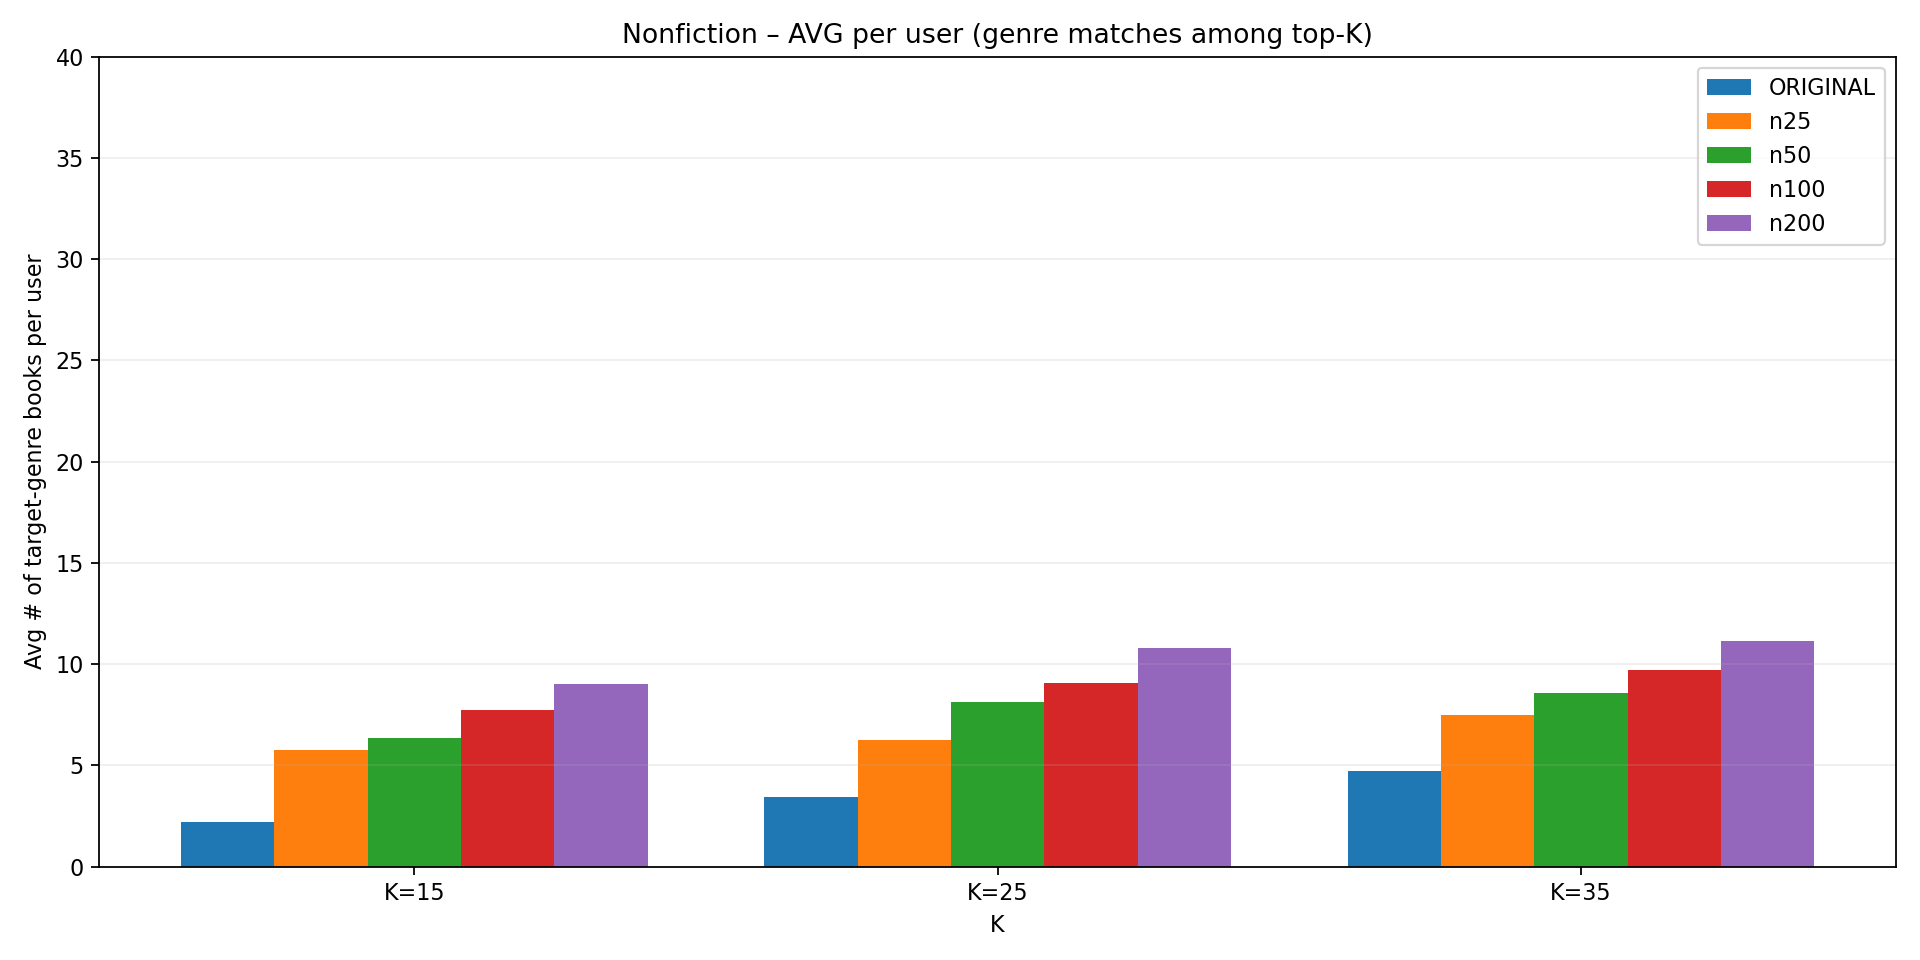 Nonfiction – AVG per user (genre matches among top-K)
ORIGINAL
n25
n50
n100
n200
Avg # of target-genre books per user
40
35
30
25
20
15
10
5
0
K=15
K=25
K=35
K